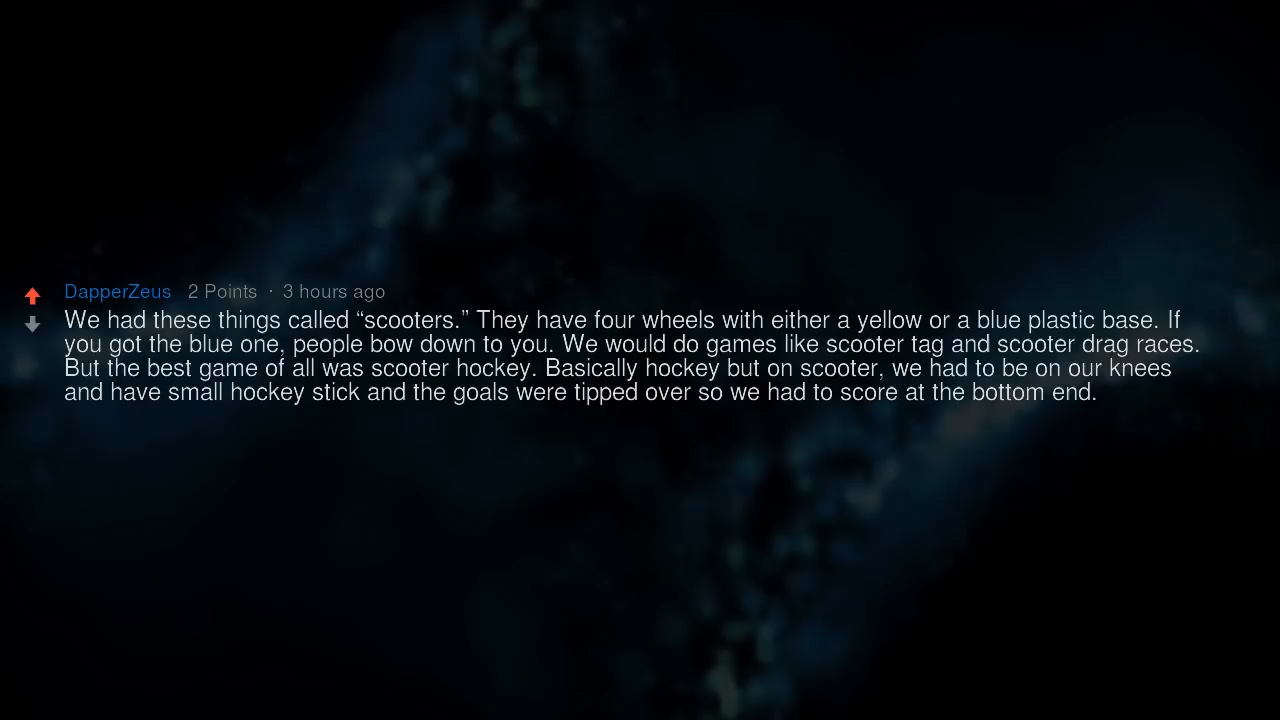 DapperZeus 2 Points · 3 hours ago
We had these things called “scooters.” They have four wheels with either a yellow or a blue plastic base. If
you got the blue one, people bow down to you. We would do games like scooter tag and scooter drag races.
But the best game of all was scooter hockey. Basically hockey but on scooter, we had to be on our knees
and have small hockey stick and the goals were tipped over so we had to score at the bottom end.